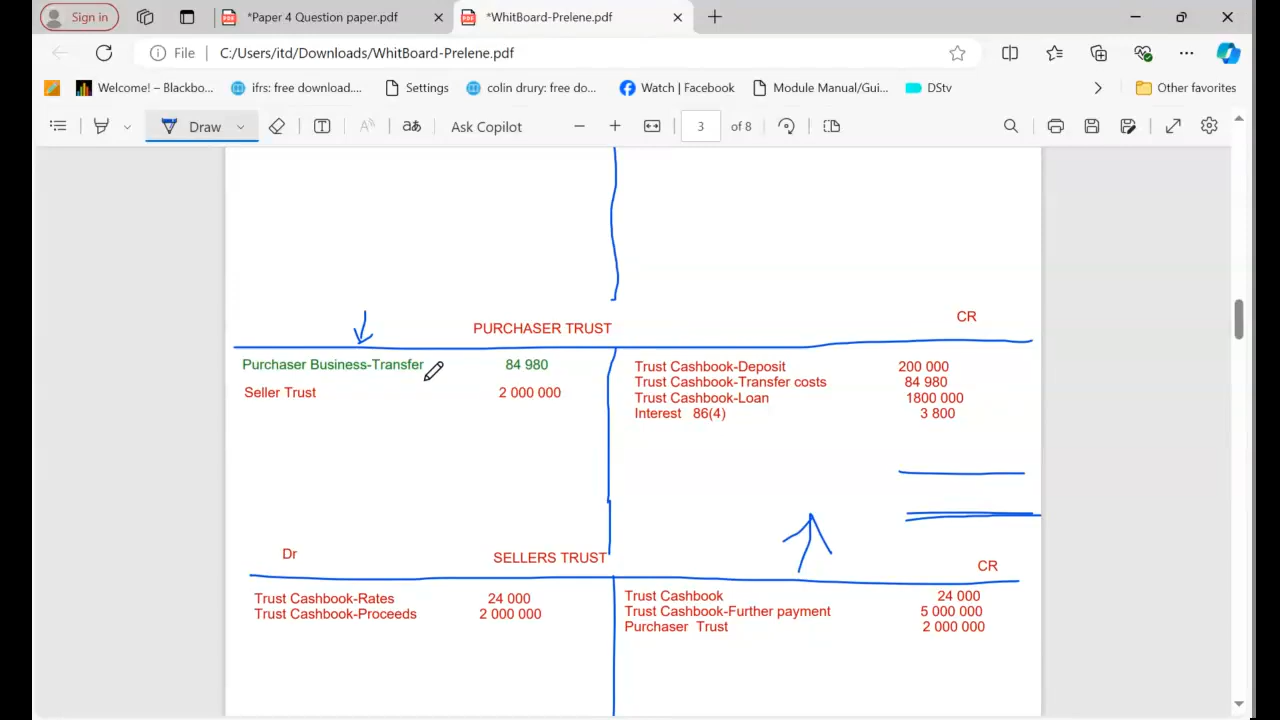 Sign in
*Paper 4 Question paper.pdf
*WhitBoard-Prelene.pdf
File C:/Users/itd/Downloads/WhitBoard-Prelene.pdf
Welcome! – Blackbo... ifrs: free download.... Settings colin drury: free do... Watch | Facebook Module Manual/Gui... DStv Other favorites
Draw Ask Copilot 3 of 8
PURCHASER TRUST CR
Purchaser Business-Transfer 84 980 Trust Cashbook-Deposit 200 000
Trust Cashbook-Transfer costs 84 980
Seller Trust 2 000 000 Trust Cashbook-Loan 1800 000
Interest 86(4) 3 800
Dr SELLERS TRUST CR
Trust Cashbook-Rates 24 000 Trust Cashbook 24 000
Trust Cashbook-Proceeds 2 000 000 Trust Cashbook-Further payment 5 000 000
Purchaser Trust 2 000 000